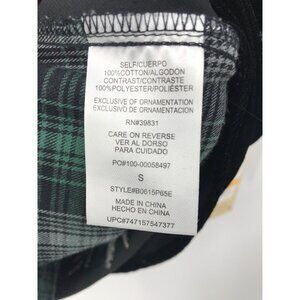 SELF/CUERPO
100%COTTON/ALGODÓN
CONTRAST/CONTRASTE
100%POLYESTER/POLIÉSTER
EXCLUSIVE OF ORNAMENTATION
EXCLUSIVO DE ORNAMENTACION
RN#39831
CARE ON REVERSE
VER AL DORSO
PARA CUIDADO
PO#100-00058497
S
STYLE#B0615P65E
MADE IN CHINA
HECHO EN CHINA
UPC#747157547377